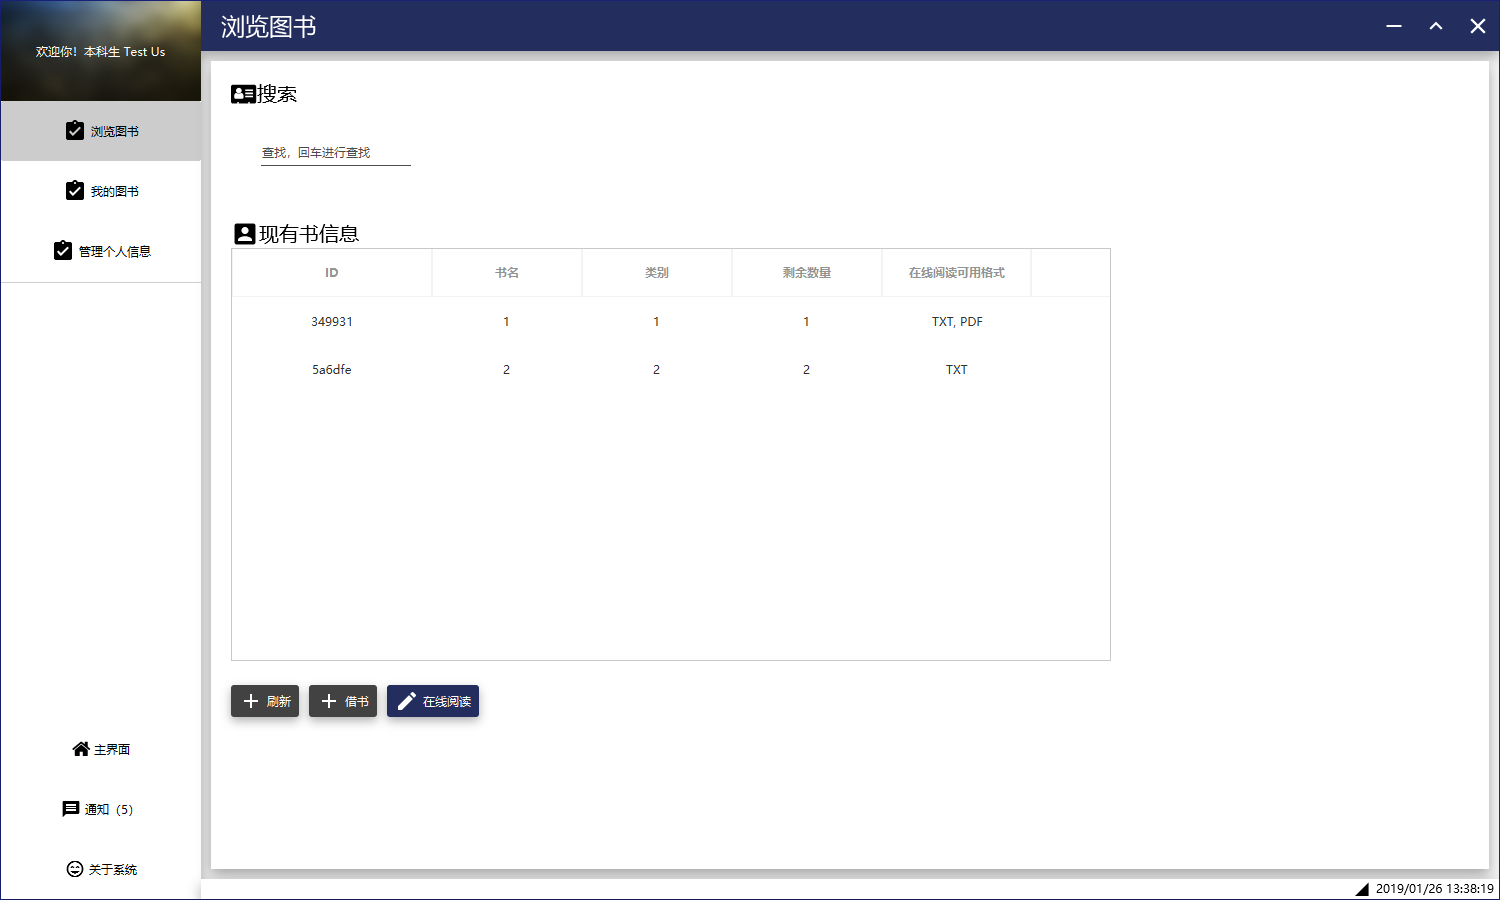 欢迎你！本科生 Test Us
浏览图书
我的图书
管理个人信息
主界面
通知（5）
关于系统
浏览图书
搜索
查找，回车进行查找
现有书信息
ID 书名 类别 剩余数量 在线阅读可用格式
349931 1 1 1 TXT, PDF
5a6dfe 2 2 2 TXT
刷新 借书 在线阅读
2019/01/26 13:38:19